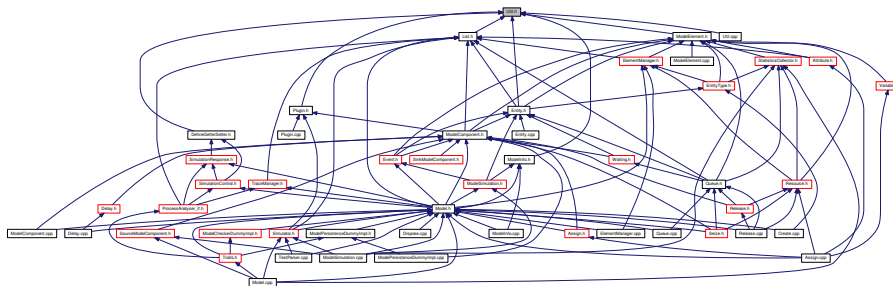 Util.h
List.h
ModelElement.h
Util.cpp
ElementManager.h
ModelElement.cpp
StatisticsCollector.h
Attribute.h
EntityType.h
Plugin.h
Entity.h
DefineGetterSetter.h
Plugin.cpp
ModelComponent.h
Entity.cpp
SimulationResponse.h
Event.h
SinkModelComponent.h
ModelInfo.h
Waiting.h
SimulationControl.h
TraceManager.h
ModelSimulation.h
Queue.h
Resource.h
Delay.h
ProcessAnalyser_if.h
Model.h
Release.h
ModelComponent.cpp
Delay.cpp
SourceModelComponent.h
ModelCheckerDummyImpl.h
Simulator.h
ModelPersistenceDummyImpl.h
Dispose.cpp
ModelInfo.cpp
Assign.h
ElementManager.cpp
Queue.cpp
Seize.h
Release.cpp
Create.cpp
Traits.h
TestParser.cpp
ModelSimulation.cpp
ModelPersistenceDummyImpl.cpp
Assign.cpp
Model.cpp